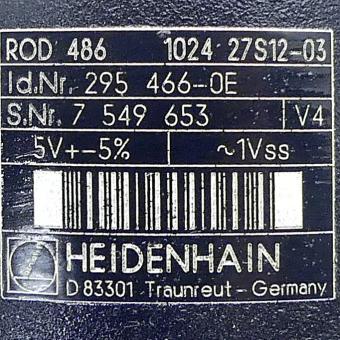 ROD 486 1024 27S12-03
Id.Nr. 295 466-0E
S.Nr. 7 549 653 V4
5V+-5% ~1Vss
HEIDENHAIN
D 83301 Traunreut - Germany